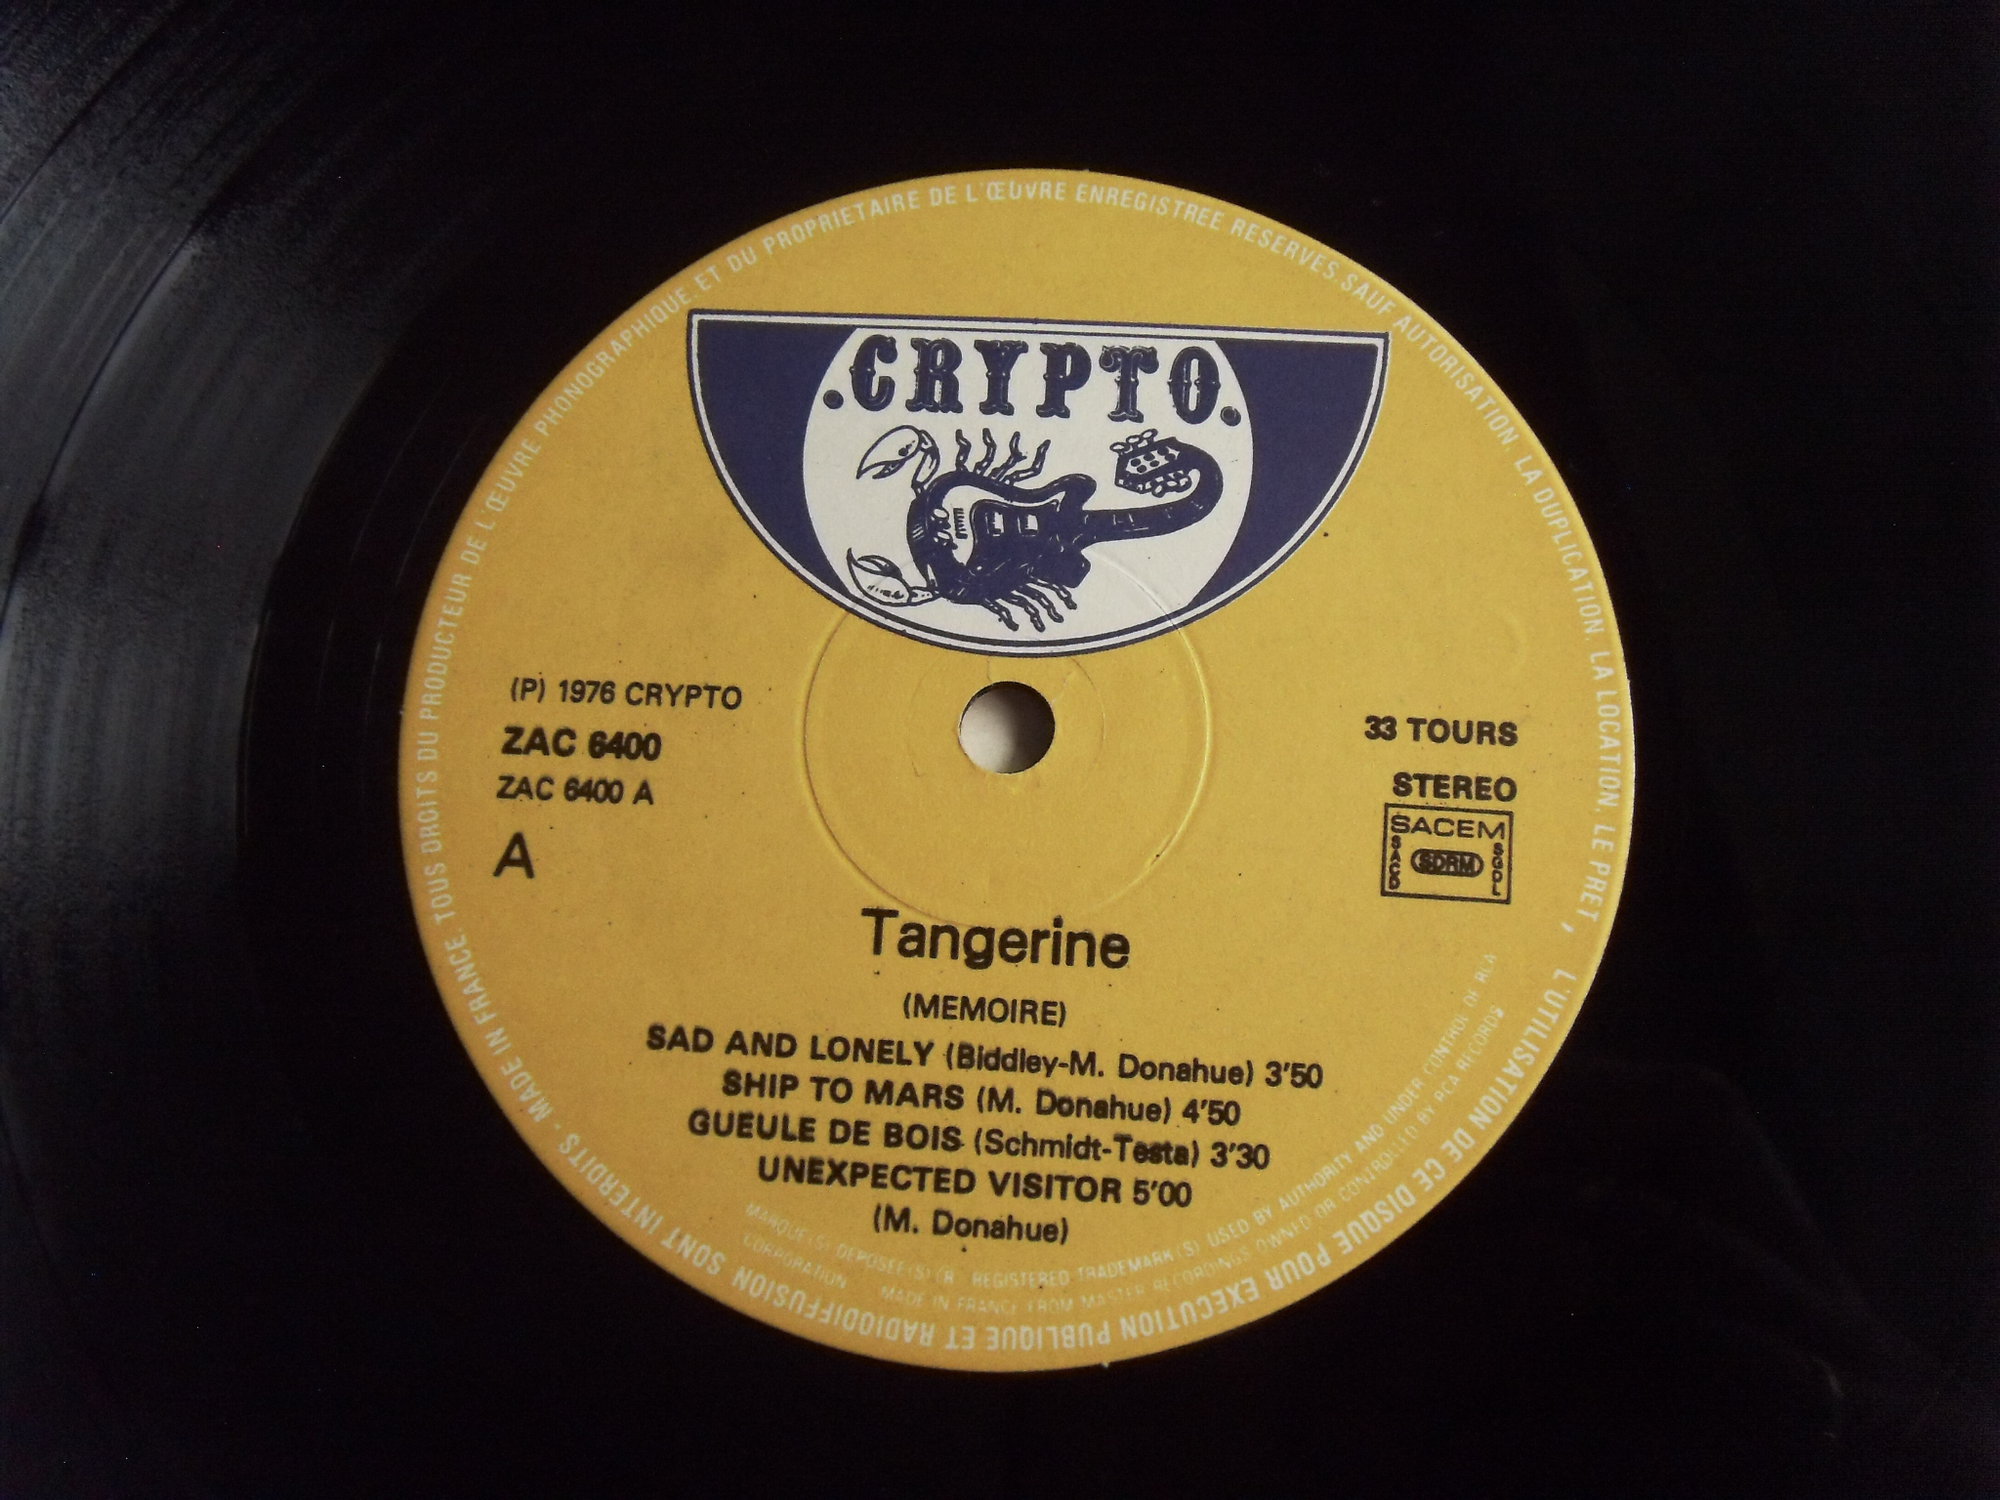 TOUS DROITS DU PRODUCTEUR DE L'ŒUVRE PHONOGRAPHIQUE ET DU PROPRIETAIRE DE L'ŒUVRE ENREGISTREE RESERVES. SAUF AUTORISATION, LA DUPLICATION, LA LOCATION, LE PRET, L'UTILISATION DE CE DISQUE POUR EXECUTION PUBLIQUE ET RADIODIFFUSION SONT INTERDITS - MADE IN FRANCE.
.CRYPTO.
(P) 1976 CRYPTO
ZAC 6400
ZAC 6400 A
A
33 TOURS
STEREO
SACEM
SACD
SDRM
SGDL
Tangerine
(MEMOIRE)
SAD AND LONELY (Biddley-M. Donahue) 3'50
SHIP TO MARS (M. Donahue) 4'50
GUEULE DE BOIS (Schmidt-Testa) 3'30
UNEXPECTED VISITOR 5'00
(M. Donahue)
MARQUE(S) DEPOSEE(S) (R REGISTERED TRADEMARK(S) USED BY AUTHORITY AND UNDER CONTROL OF RCA
CORPORATION MADE IN FRANCE FROM MASTER RECORDINGS OWNED OR CONTROLLED BY RCA RECORDS